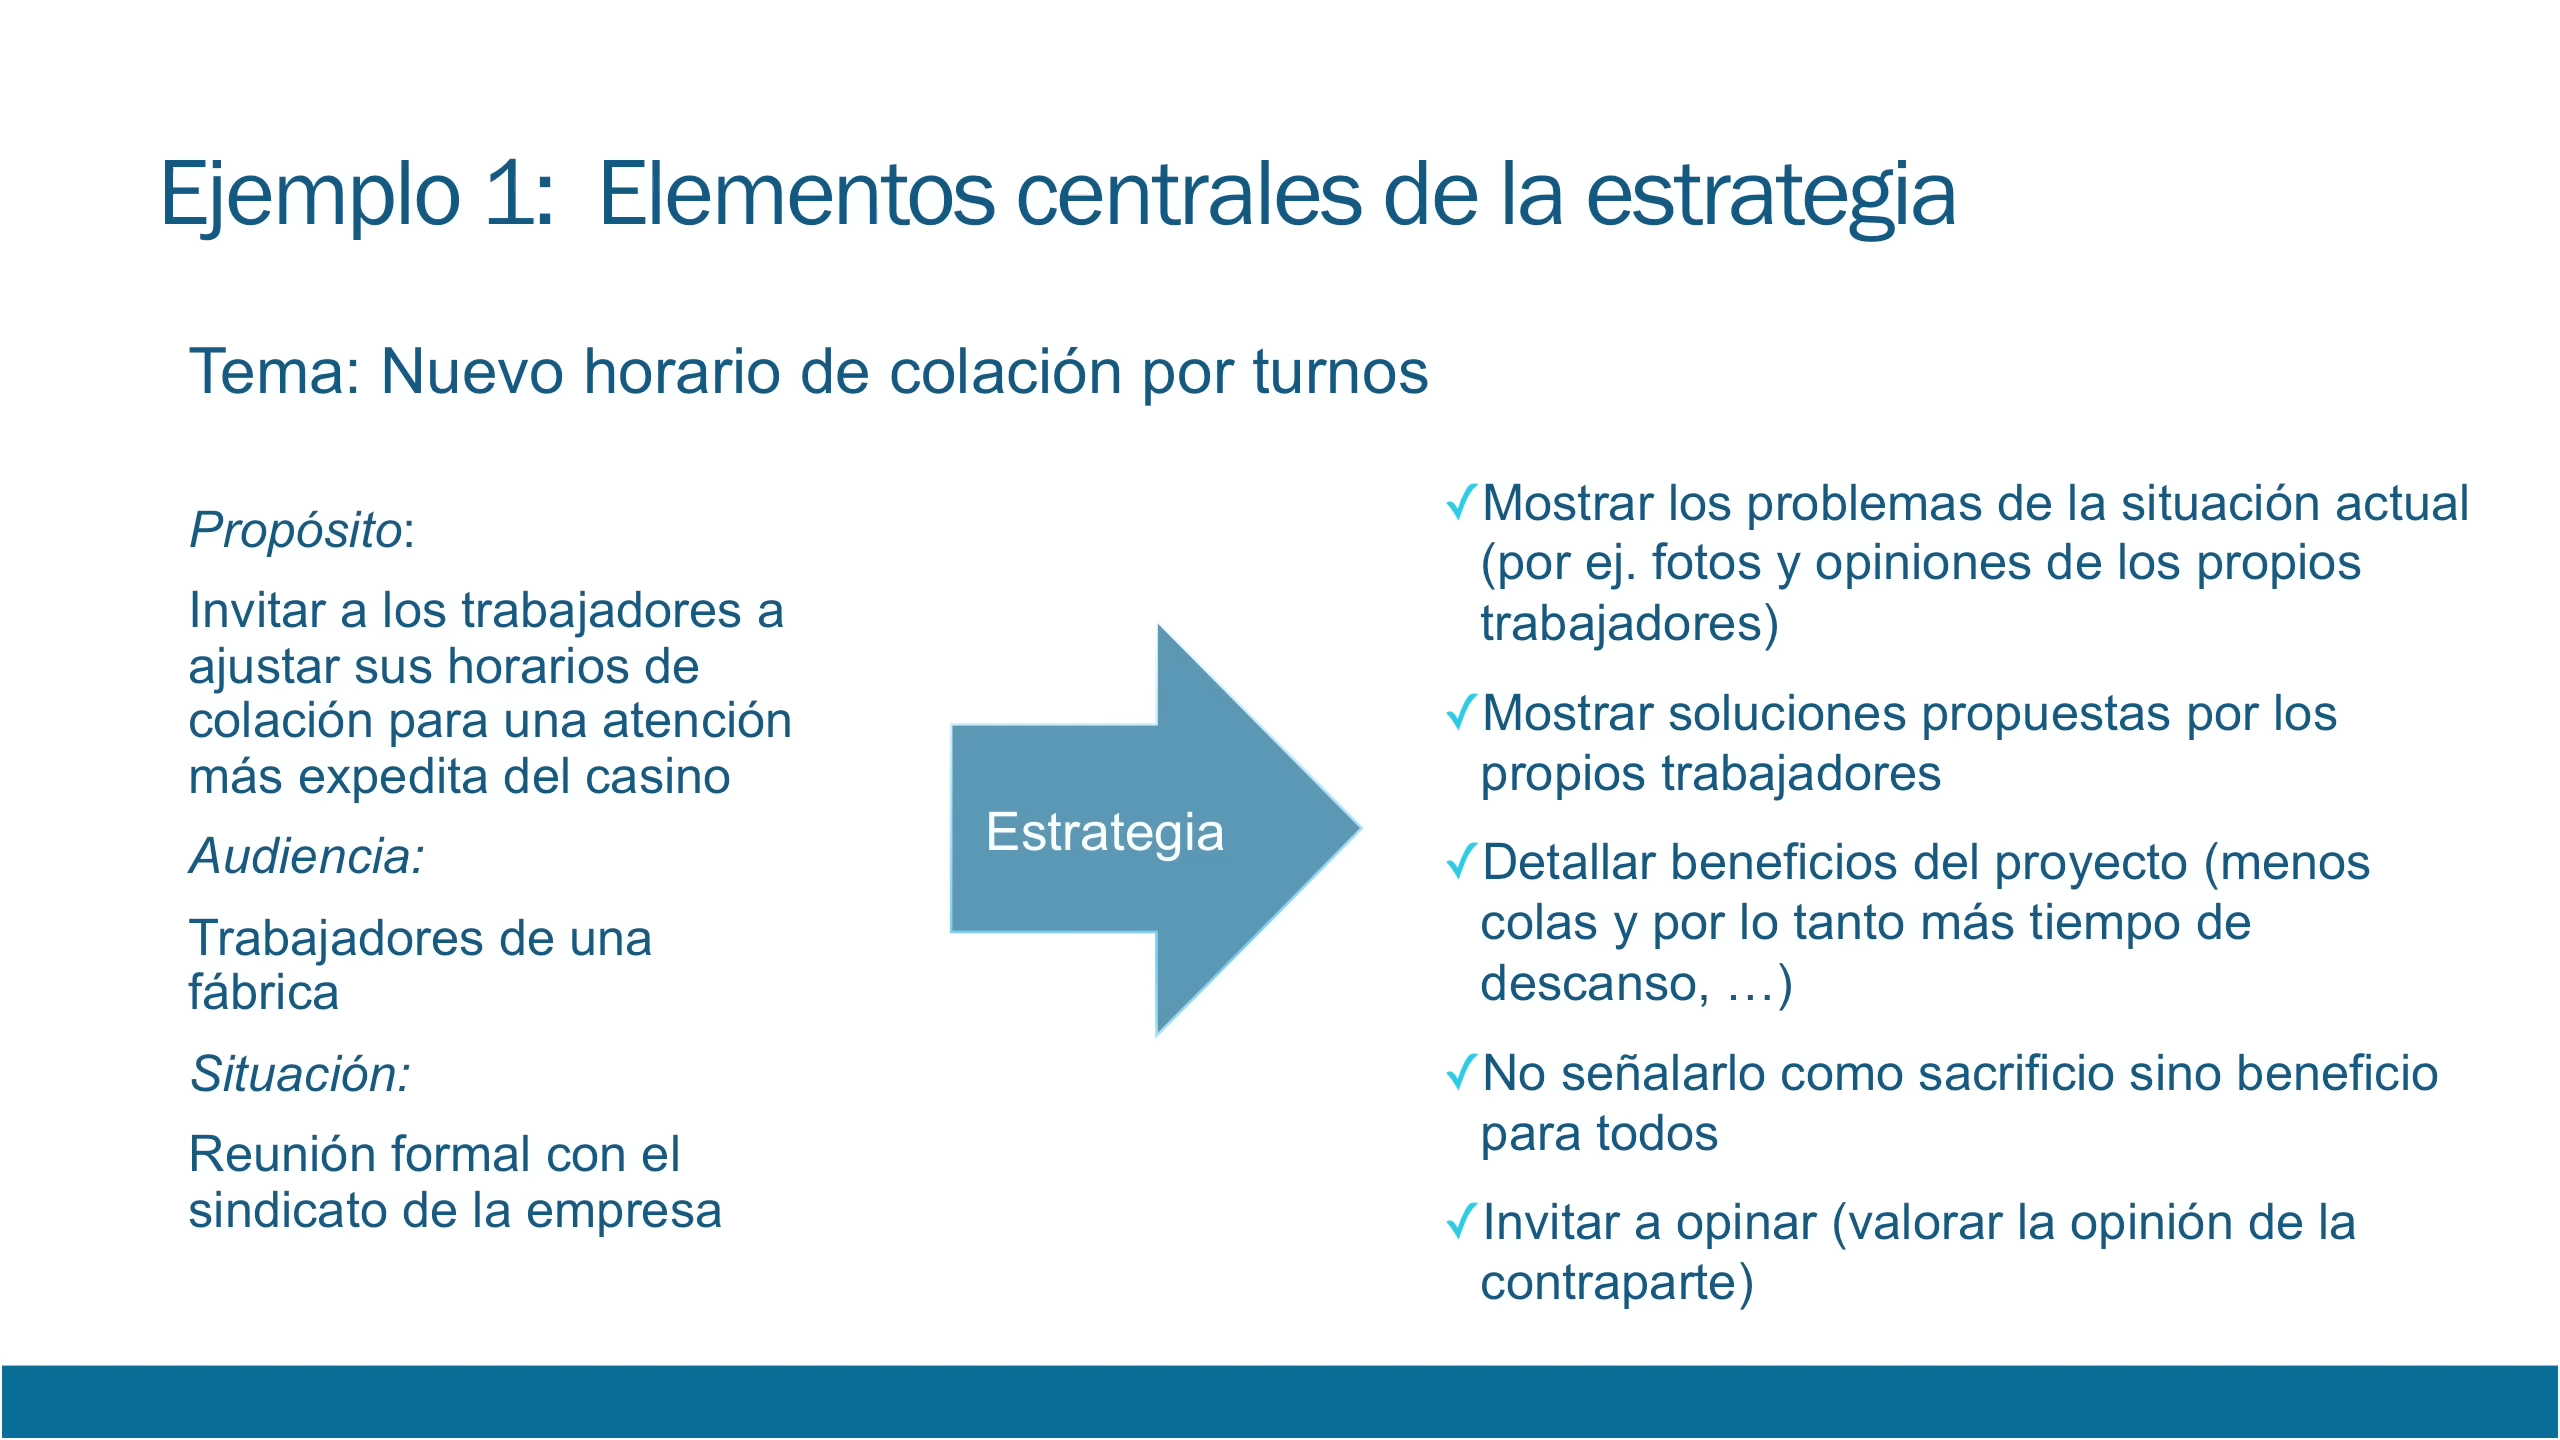 Ejemplo 1:  Elementos centrales de la estrategia
Tema: Nuevo horario de colación por turnos
Propósito:
Invitar a los trabajadores a
ajustar sus horarios de
colación para una atención
más expedita del casino
Audiencia:
Trabajadores de una
fábrica
Situación:
Reunión formal con el
sindicato de la empresa
Estrategia
✓Mostrar los problemas de la situación actual
(por ej. fotos y opiniones de los propios
trabajadores)
✓Mostrar soluciones propuestas por los
propios trabajadores
✓Detallar beneficios del proyecto (menos
colas y por lo tanto más tiempo de
descanso, …)
✓No señalarlo como sacrificio sino beneficio
para todos
✓Invitar a opinar (valorar la opinión de la
contraparte)